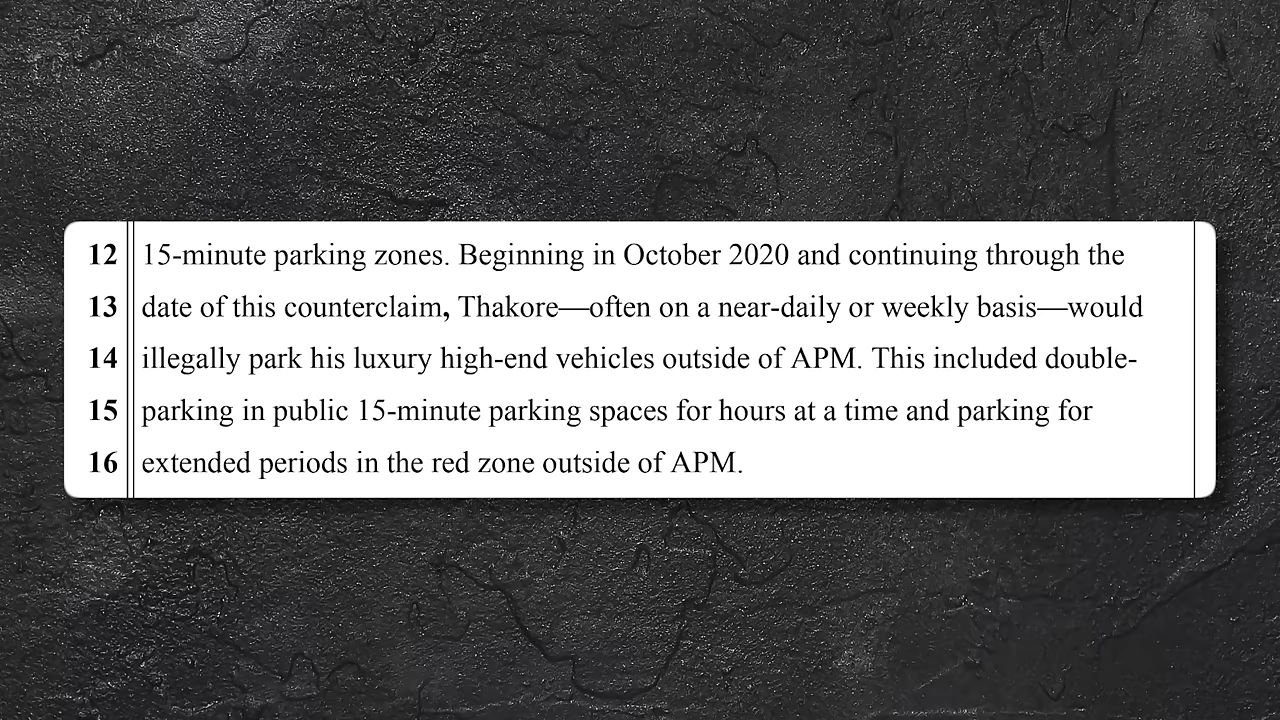 12 15-minute parking zones. Beginning in October 2020 and continuing through the
13 date of this counterclaim, Thakore—often on a near-daily or weekly basis—would
14 illegally park his luxury high-end vehicles outside of APM. This included double-
15 parking in public 15-minute parking spaces for hours at a time and parking for
16 extended periods in the red zone outside of APM.